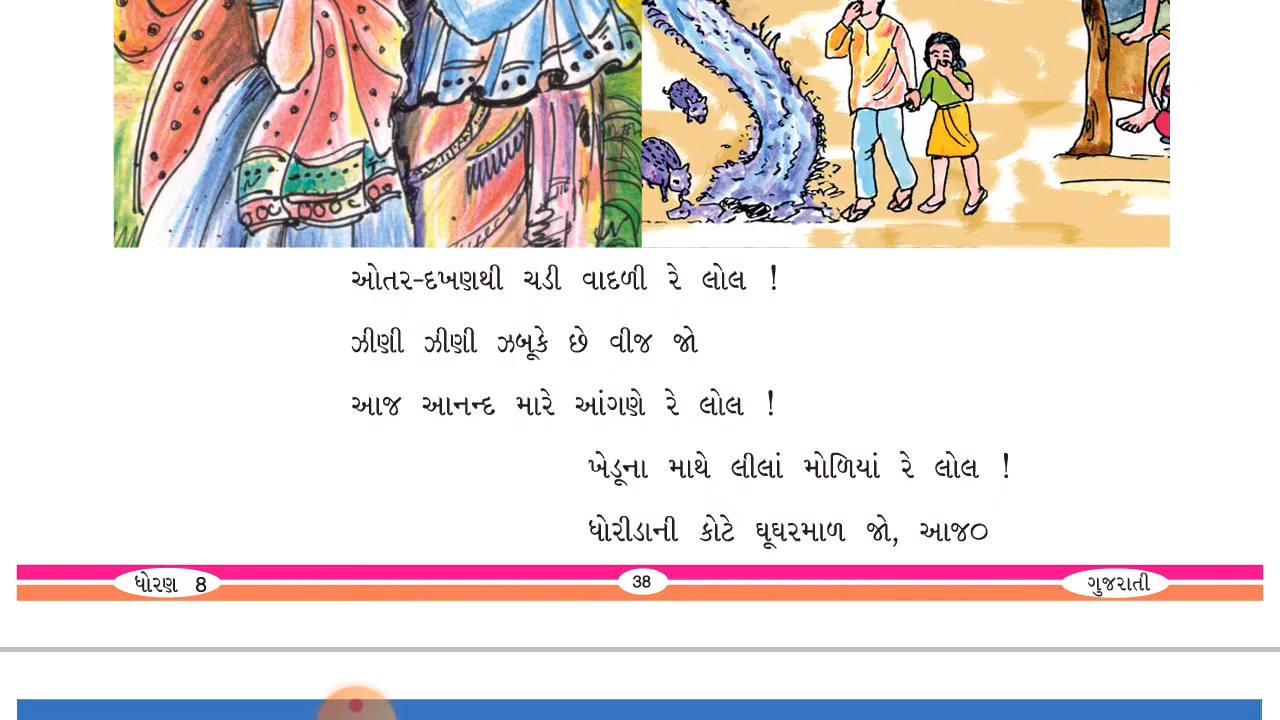 ઓતર-દખણથી ચડી વાદળી રે લોલ !
ઝીણી ઝીણી ઝબૂકે છે વીજ જો
આજ આનન્દ મારે આંગણે રે લોલ !
ખેડૂના માથે લીલાં મોળિયાં રે લોલ !
ધોરીડાની કોટે ઘૂઘરમાળ જો, આજ૦
ધોરણ 8
38
ગુજરાતી